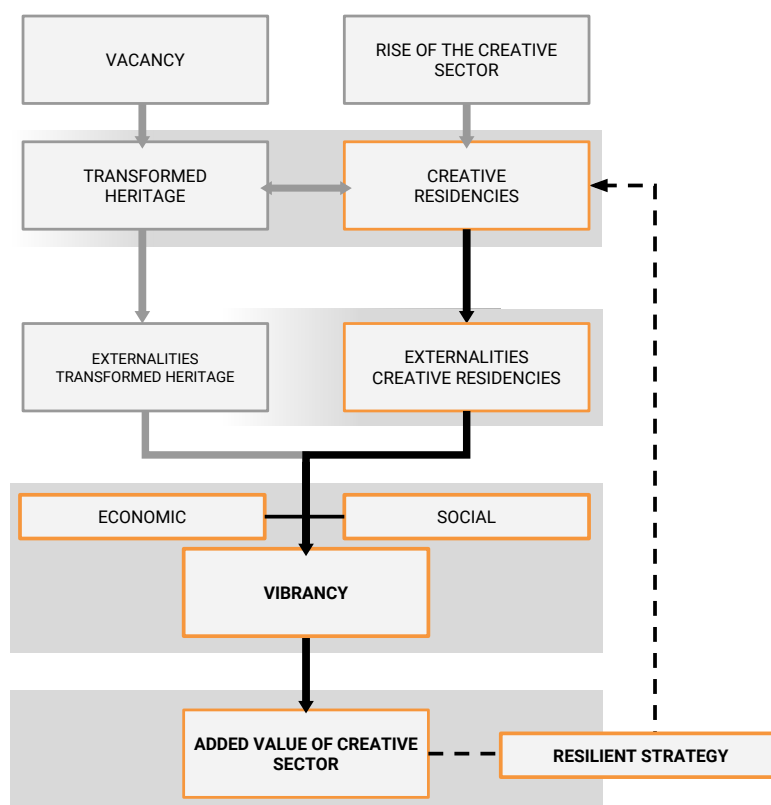 VACANCY
RISE OF THE CREATIVE
SECTOR
TRANSFORMED
HERITAGE
CREATIVE
RESIDENCIES
EXTERNALITIES
TRANSFORMED HERITAGE
EXTERNALITIES
CREATIVE RESIDENCIES
ECONOMIC
SOCIAL
VIBRANCY
ADDED VALUE OF CREATIVE
SECTOR
RESILIENT STRATEGY